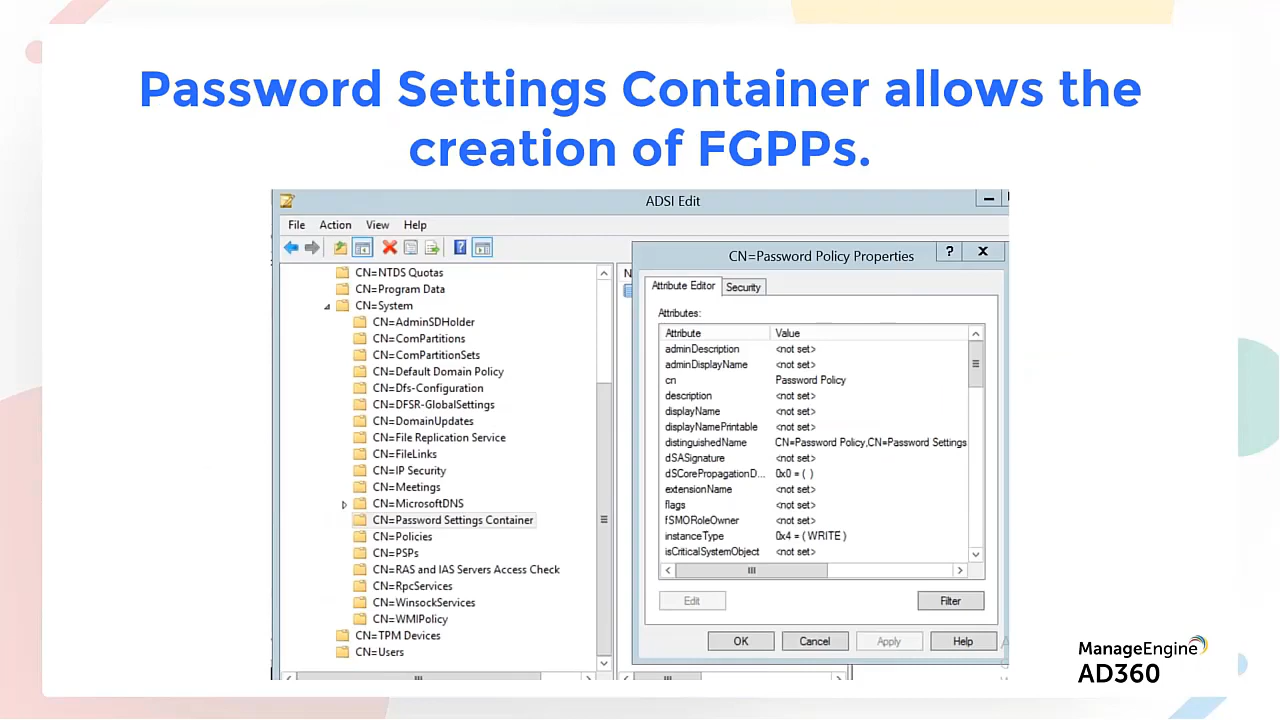 Password Settings Container allows the
creation of FGPPs.
ADSI Edit
File Action View Help
CN=NTDS Quotas
CN=Program Data
CN=System
CN=AdminSDHolder
CN=ComPartitions
CN=ComPartitionSets
CN=Default Domain Policy
CN=Dfs-Configuration
CN=DFSR-GlobalSettings
CN=DomainUpdates
CN=File Replication Service
CN=FileLinks
CN=IP Security
CN=Meetings
CN=MicrosoftDNS
CN=Password Settings Container
CN=Policies
CN=PSPs
CN=RAS and IAS Servers Access Check
CN=RpcServices
CN=WinsockServices
CN=WMIPolicy
CN=TPM Devices
CN=Users
N
CN=Password Policy Properties
Attribute Editor Security
Attributes:
Attribute Value
adminDescription <not set>
adminDisplayName <not set>
cn Password Policy
description <not set>
displayName <not set>
displayNamePrintable <not set>
distinguishedName CN=Password Policy,CN=Password Settings
dSASignature <not set>
dSCorePropagationD... 0x0 = ( )
extensionName <not set>
flags <not set>
fSMORoleOwner <not set>
instanceType 0x4 = ( WRITE )
isCriticalSystemObject <not set>
Edit Filter
OK Cancel Apply Help
ManageEngine
AD360